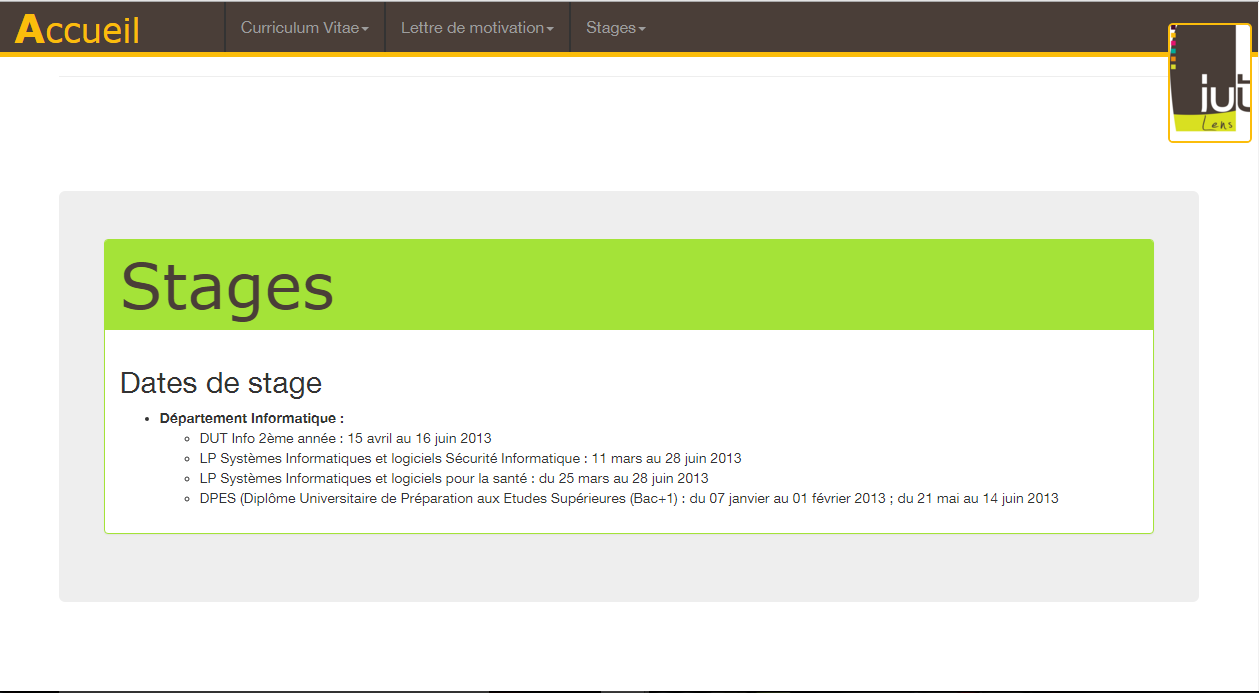 Accueil
Curriculum Vitae
Lettre de motivation
Stages
iut
Lens
Stages
Dates de stage
Département Informatique :
DUT Info 2ème année : 15 avril au 16 juin 2013
LP Systèmes Informatiques et logiciels Sécurité Informatique : 11 mars au 28 juin 2013
LP Systèmes Informatiques et logiciels pour la santé : du 25 mars au 28 juin 2013
DPES (Diplôme Universitaire de Préparation aux Etudes Supérieures (Bac+1) : du 07 janvier au 01 février 2013 ; du 21 mai au 14 juin 2013